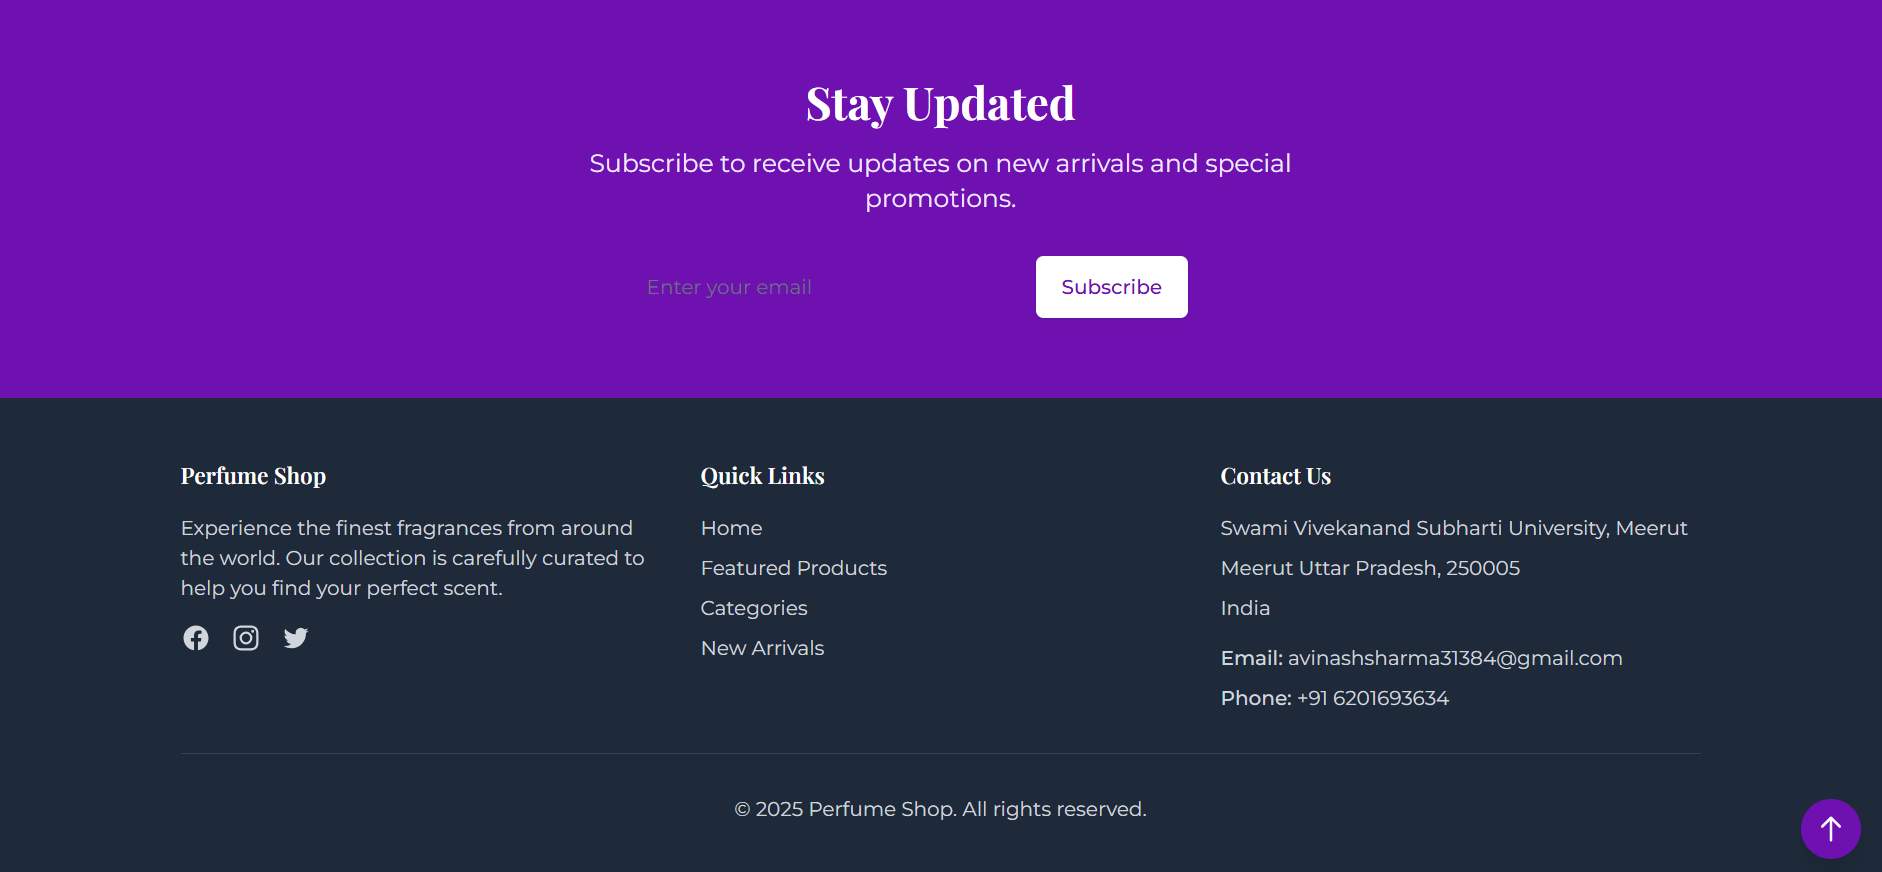 Stay Updated
Subscribe to receive updates on new arrivals and special
promotions.
Enter your email
Subscribe
Perfume Shop
Experience the finest fragrances from around
the world. Our collection is carefully curated to
help you find your perfect scent.
Quick Links
Home
Featured Products
Categories
New Arrivals
Contact Us
Swami Vivekanand Subharti University, Meerut
Meerut Uttar Pradesh, 250005
India
Email: avinashsharma31384@gmail.com
Phone: +91 6201693634
© 2025 Perfume Shop. All rights reserved.